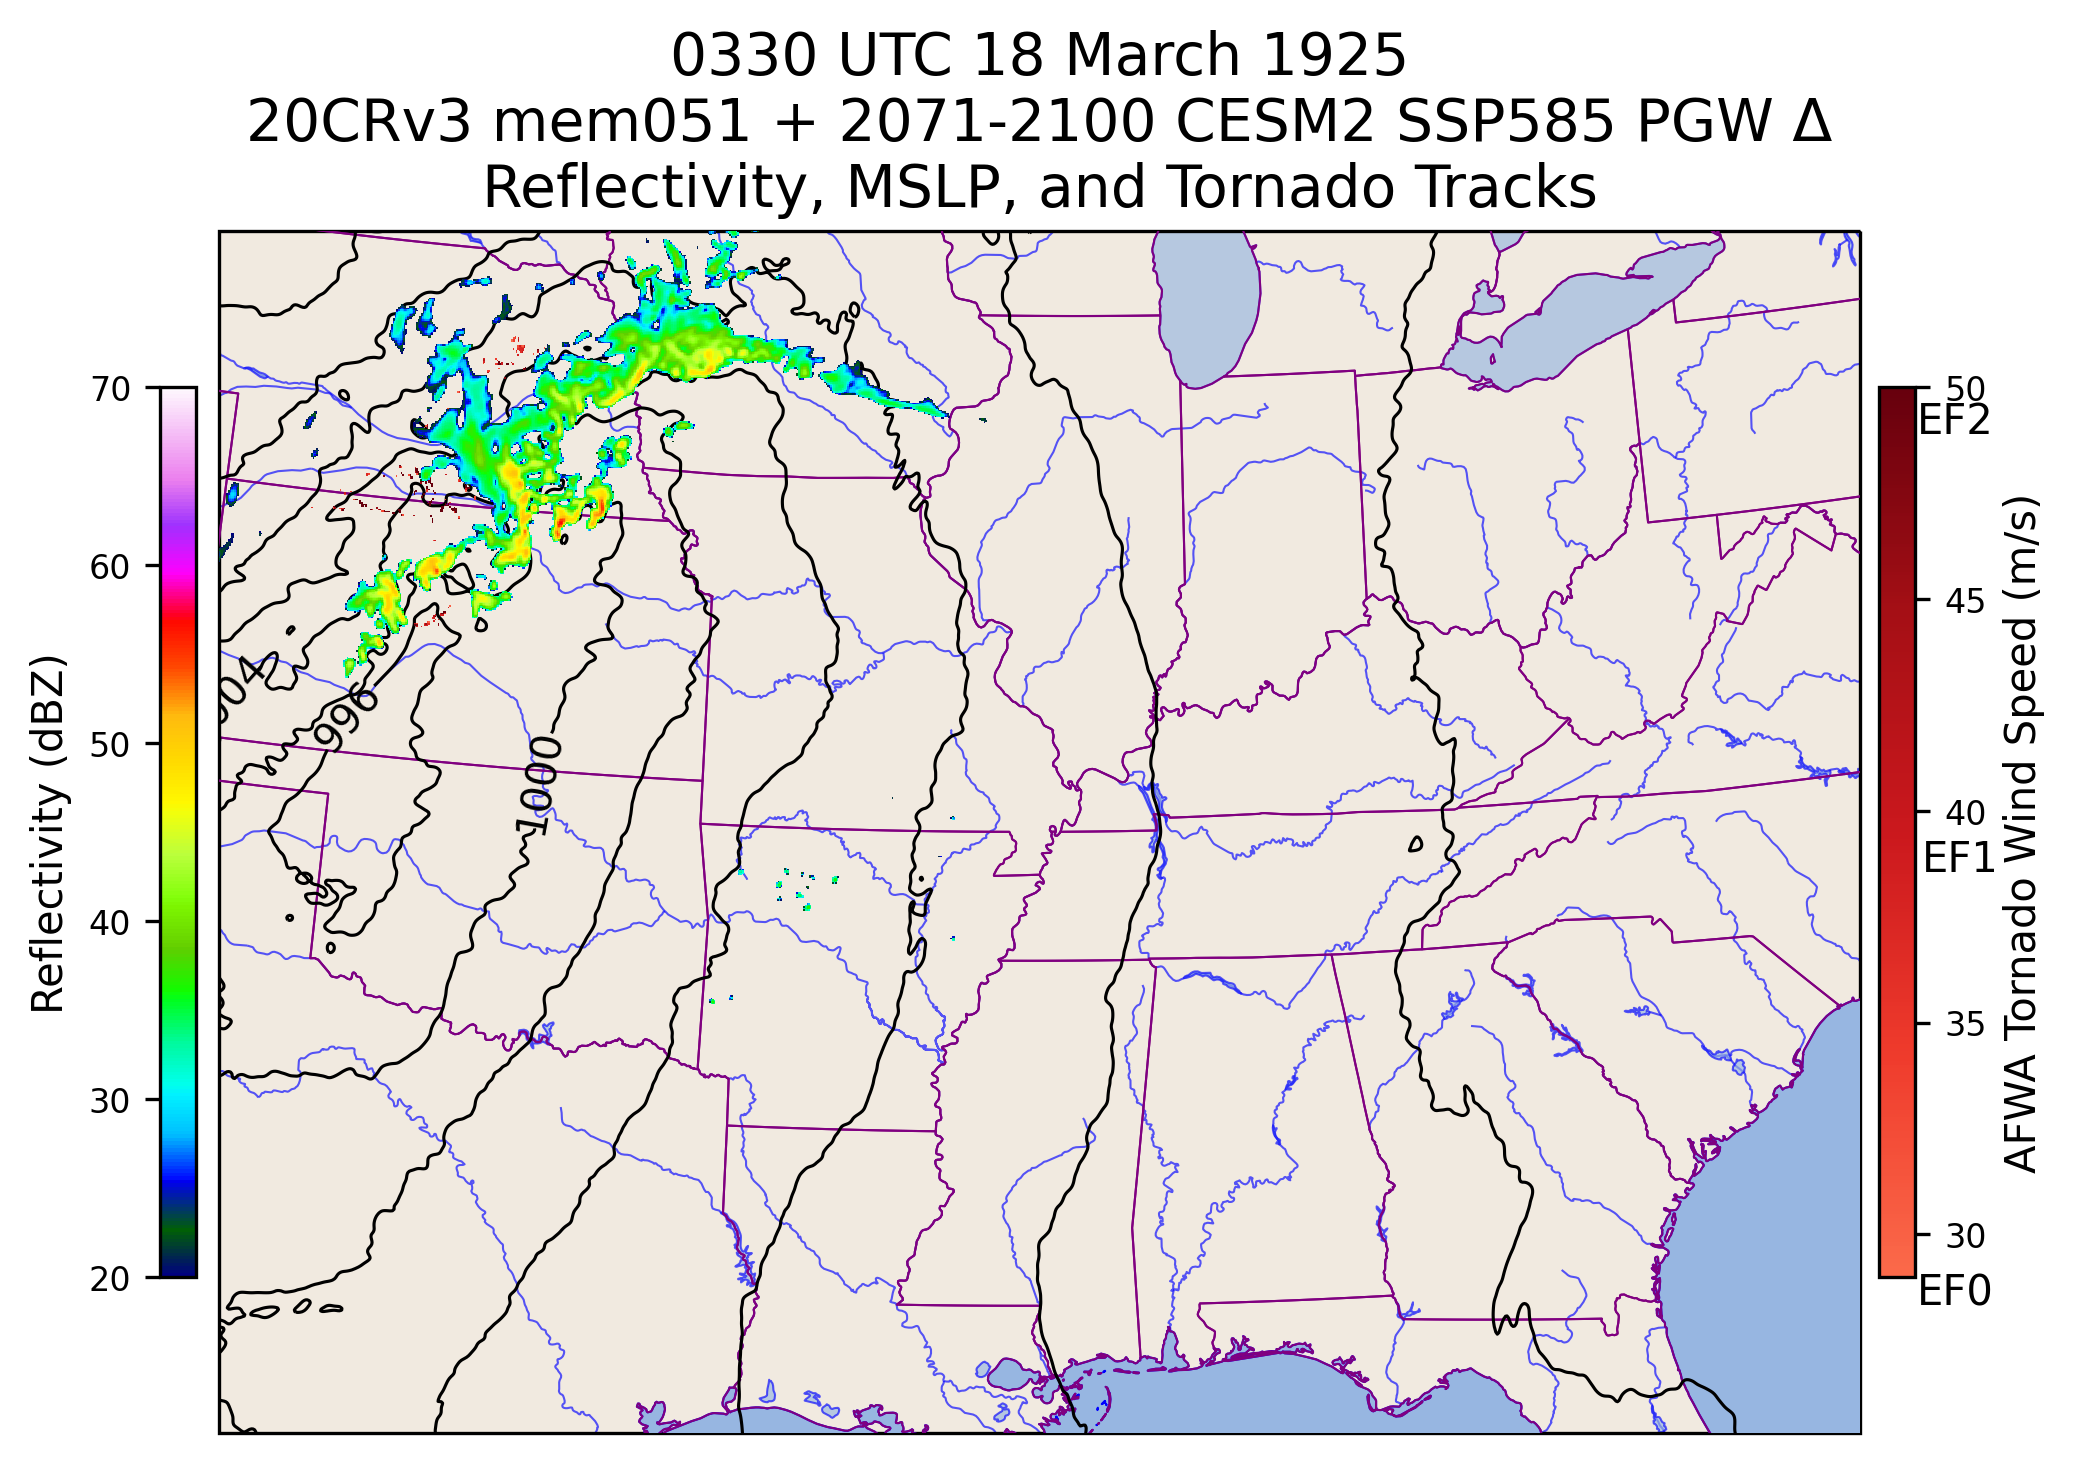 0330 UTC 18 March 1925
20CRv3 mem051 + 2071-2100 CESM2 SSP585 PGW Δ
Reflectivity, MSLP, and Tornado Tracks
70
60
50
40
30
20
Reflectivity (dBZ)
996
1000
50
EF2
45
40
EF1
35
30
EF0
AFWA Tornado Wind Speed (m/s)